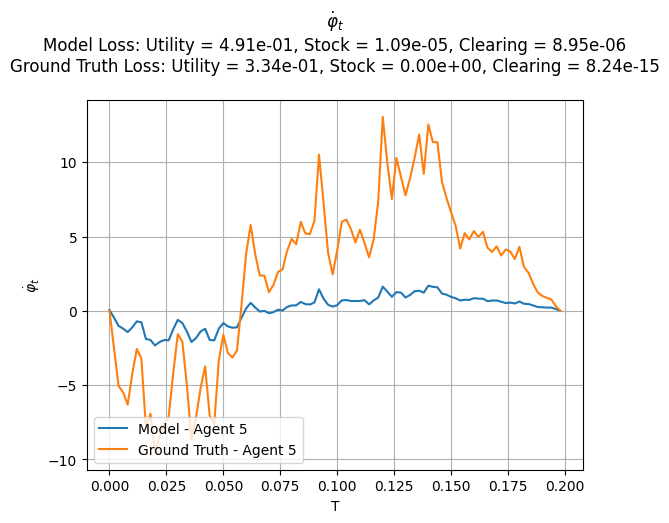 φ̇ₜ
Model Loss: Utility = 4.91e-01, Stock = 1.09e-05, Clearing = 8.95e-06
Ground Truth Loss: Utility = 3.34e-01, Stock = 0.00e+00, Clearing = 8.24e-15
10
5
0
−5
−10
φ̇ₜ
Model - Agent 5
Ground Truth - Agent 5
0.000 0.025 0.050 0.075 0.100 0.125 0.150 0.175 0.200
T